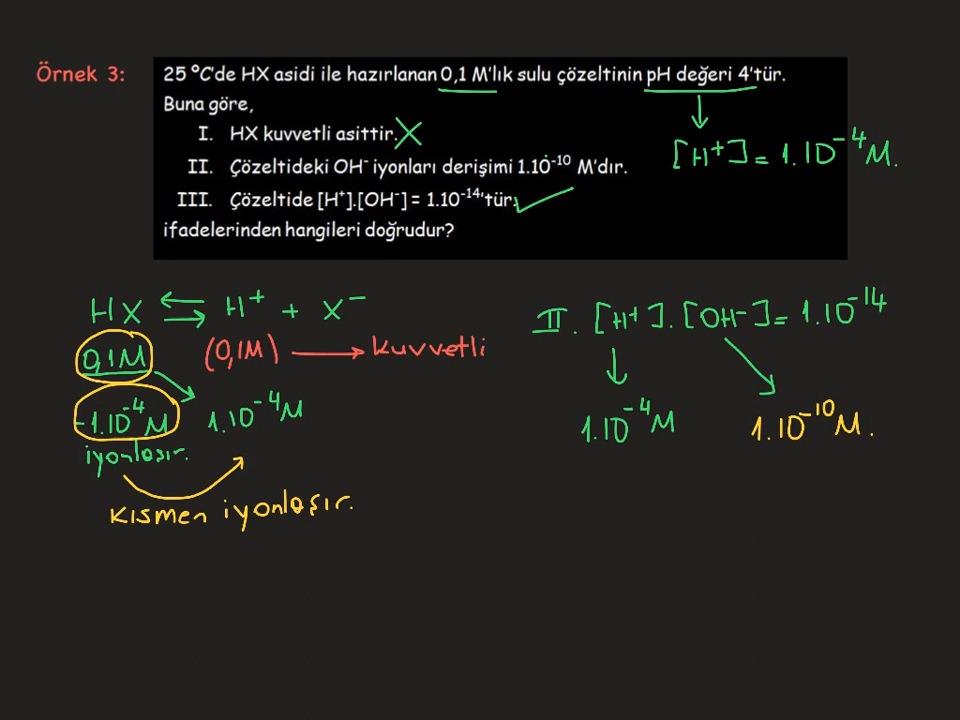 Örnek 3:
25 ºC'de HX asidi ile hazırlanan 0,1 M'lık sulu çözeltinin pH değeri 4'tür.
Buna göre,
I. HX kuvvetli asittir.
II. Çözeltideki OH⁻ iyonları derişimi 1.10⁻¹⁰ M'dır.
III. Çözeltide [H⁺].[OH⁻] = 1.10⁻¹⁴'tür.
ifadelerinden hangileri doğrudur?
[H⁺] = 1.10⁻⁴ M.
HX ⇌ H⁺ + X⁻
0,1M (0,1M) → kuvvetli
-1.10⁻⁴ M 1.10⁻⁴ M
iyonlaşır.
Kısmen iyonlaşır.
II. [H⁺].[OH⁻] = 1.10⁻¹⁴
1.10⁻⁴ M 1.10⁻¹⁰ M.